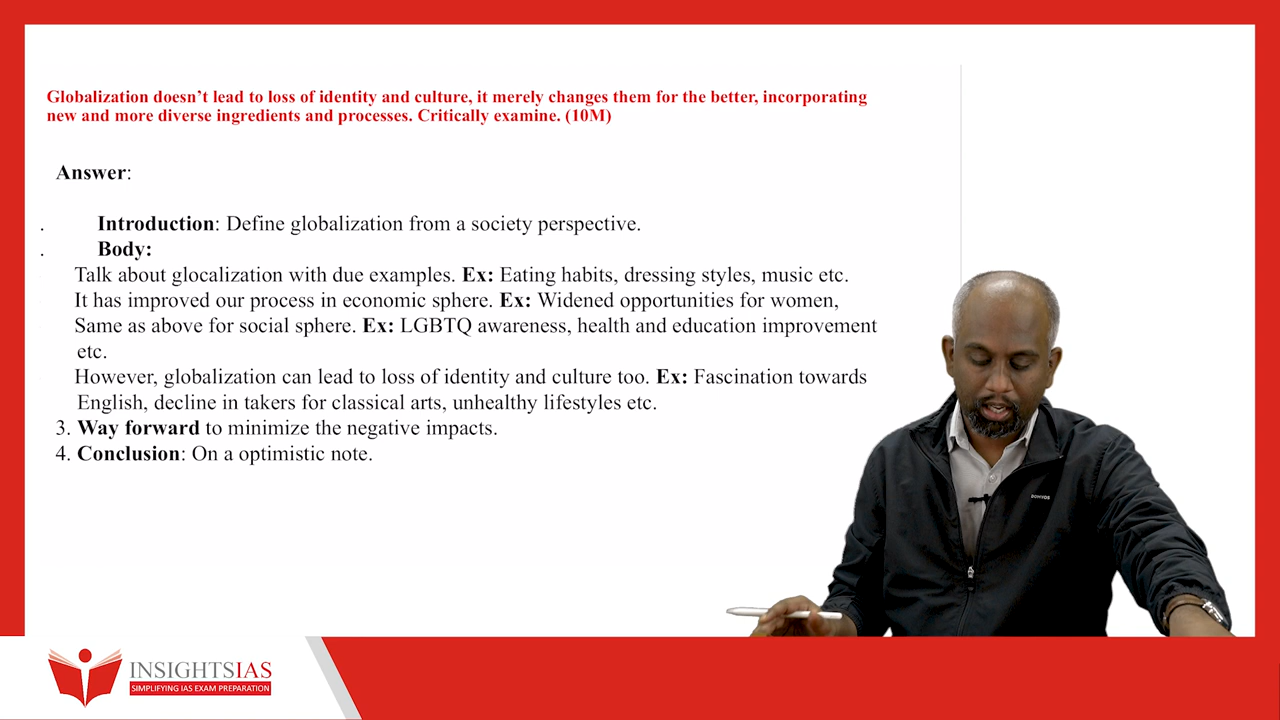 Globalization doesn’t lead to loss of identity and culture, it merely changes them for the better, incorporating
new and more diverse ingredients and processes. Critically examine. (10M)
Answer:
. Introduction: Define globalization from a society perspective.
. Body:
Talk about glocalization with due examples. Ex: Eating habits, dressing styles, music etc.
It has improved our process in economic sphere. Ex: Widened opportunities for women,
Same as above for social sphere. Ex: LGBTQ awareness, health and education improvement
etc.
However, globalization can lead to loss of identity and culture too. Ex: Fascination towards
English, decline in takers for classical arts, unhealthy lifestyles etc.
3. Way forward to minimize the negative impacts.
4. Conclusion: On a optimistic note.
INSIGHTSIAS
SIMPLIFYING IAS EXAM PREPARATION